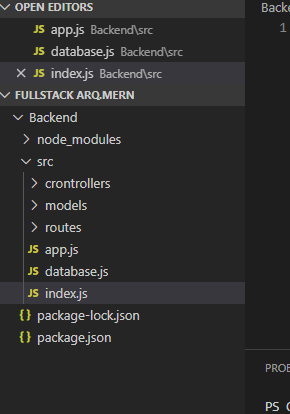 OPEN EDITORS
JS app.js Backend\src
JS database.js Backend\src
JS index.js Backend\src
FULLSTACK ARQ.MERN
Backend
node_modules
src
crontrollers
models
routes
JS app.js
JS database.js
JS index.js
{ } package-lock.json
{ } package.json
Backe
1
PROB
PS C